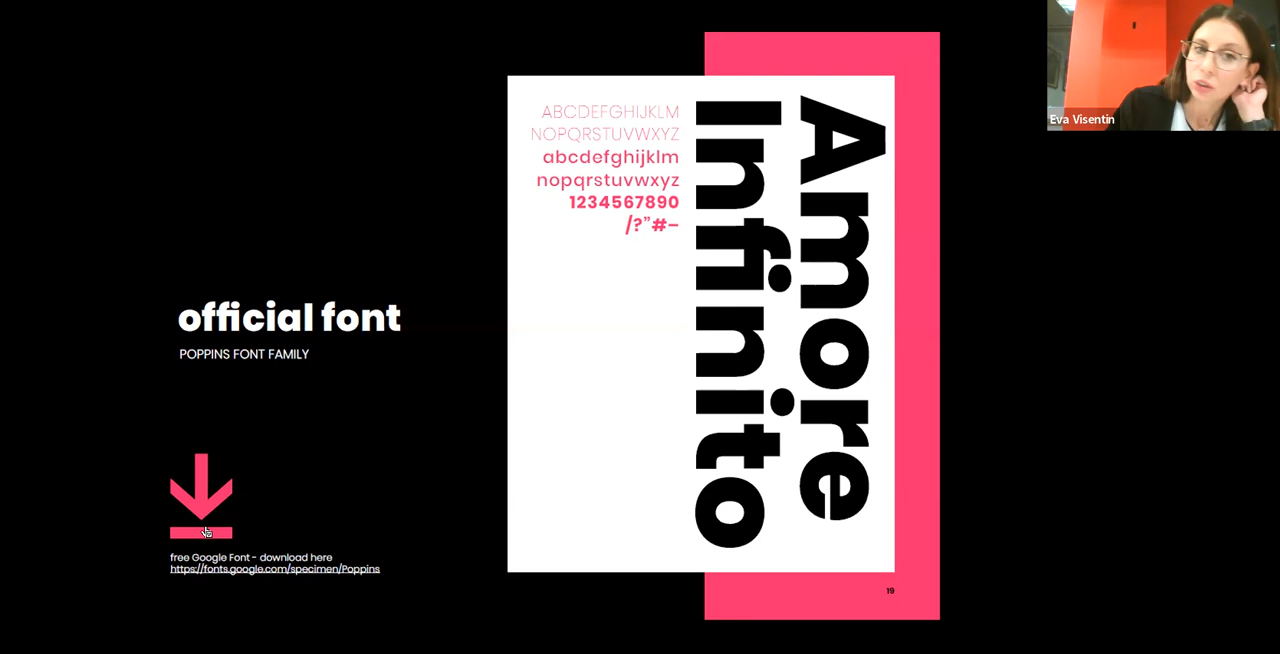 official font
POPPINS FONT FAMILY
free Google Font - download here
https://fonts.google.com/specimen/Poppins
ABCDEFGHIJKLM
NOPQRSTUVWXYZ
abcdefghijklm
nopqrstuvwxyz
1234567890
/?"#–
Amore
Infinito
19
Eva Visentin